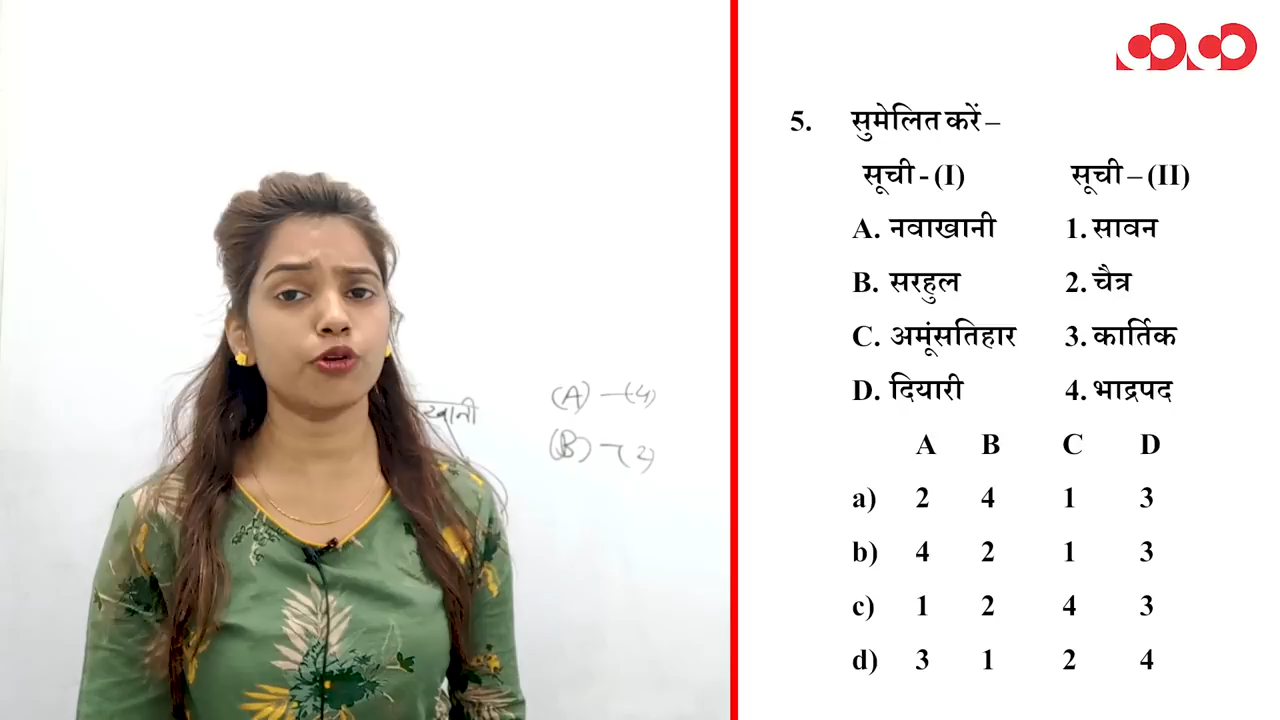 5. सुमेलित करें –
सूची - (I) सूची – (II)
A. नवाखानी 1. सावन
B. सरहुल 2. चैत्र
C. अमूंसतिहार 3. कार्तिक
D. दियारी 4. भाद्रपद
A B C D
a) 2 4 1 3
b) 4 2 1 3
c) 1 2 4 3
d) 3 1 2 4
खानी
(A) – (4)
(B) – (2)